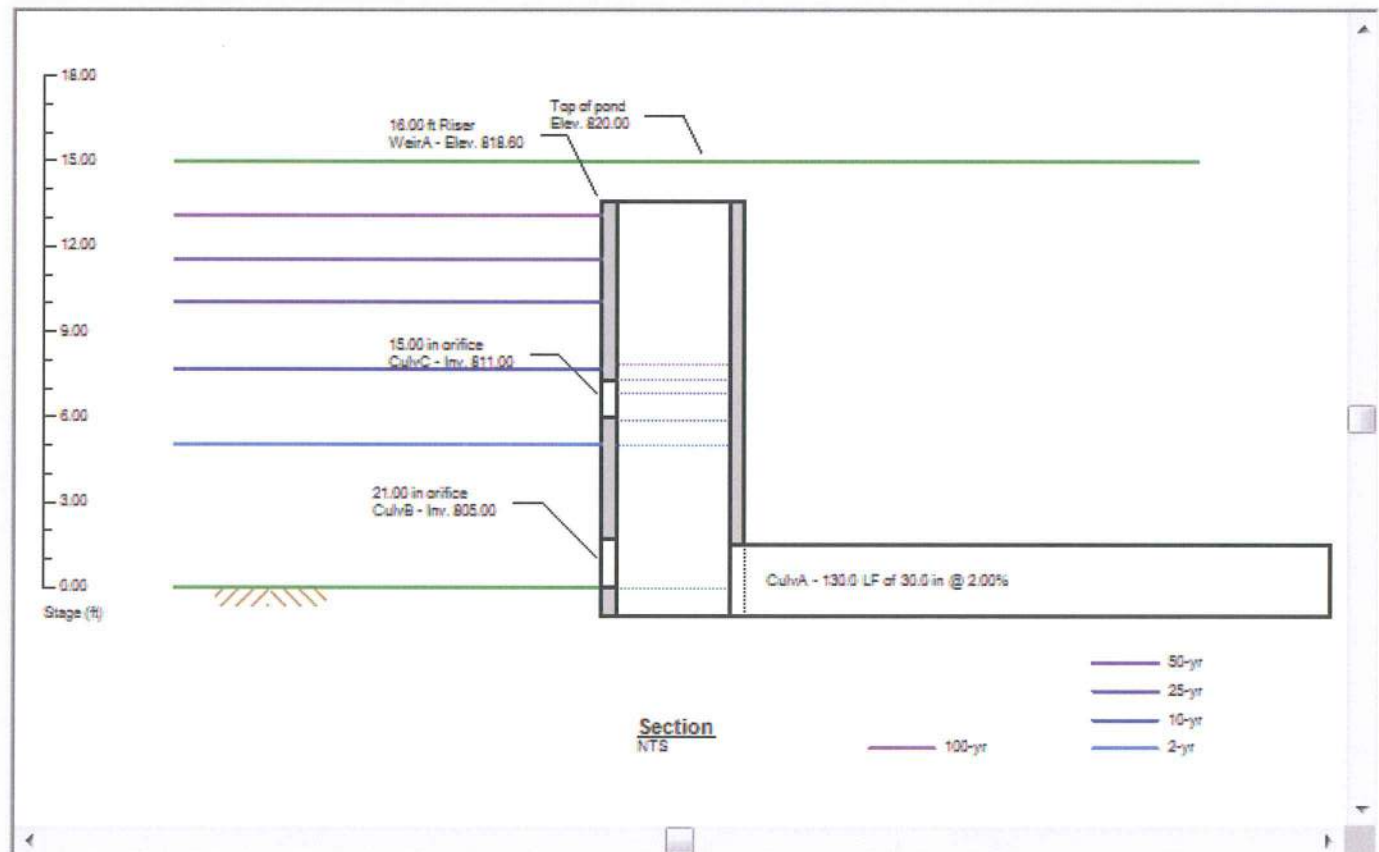 18.00
15.00
12.00
9.00
6.00
3.00
0.00
Stage (ft)
16.00 ft Riser
WeirA - Elev. 818.60
Top of pond
Elev. 820.00
15.00 in orifice
CulvC - Inv. 811.00
21.00 in orifice
CulvB - Inv. 805.00
CulvA - 130.0 LF of 30.0 in @ 2.00%
Section
NTS
100-yr
50-yr
25-yr
10-yr
2-yr